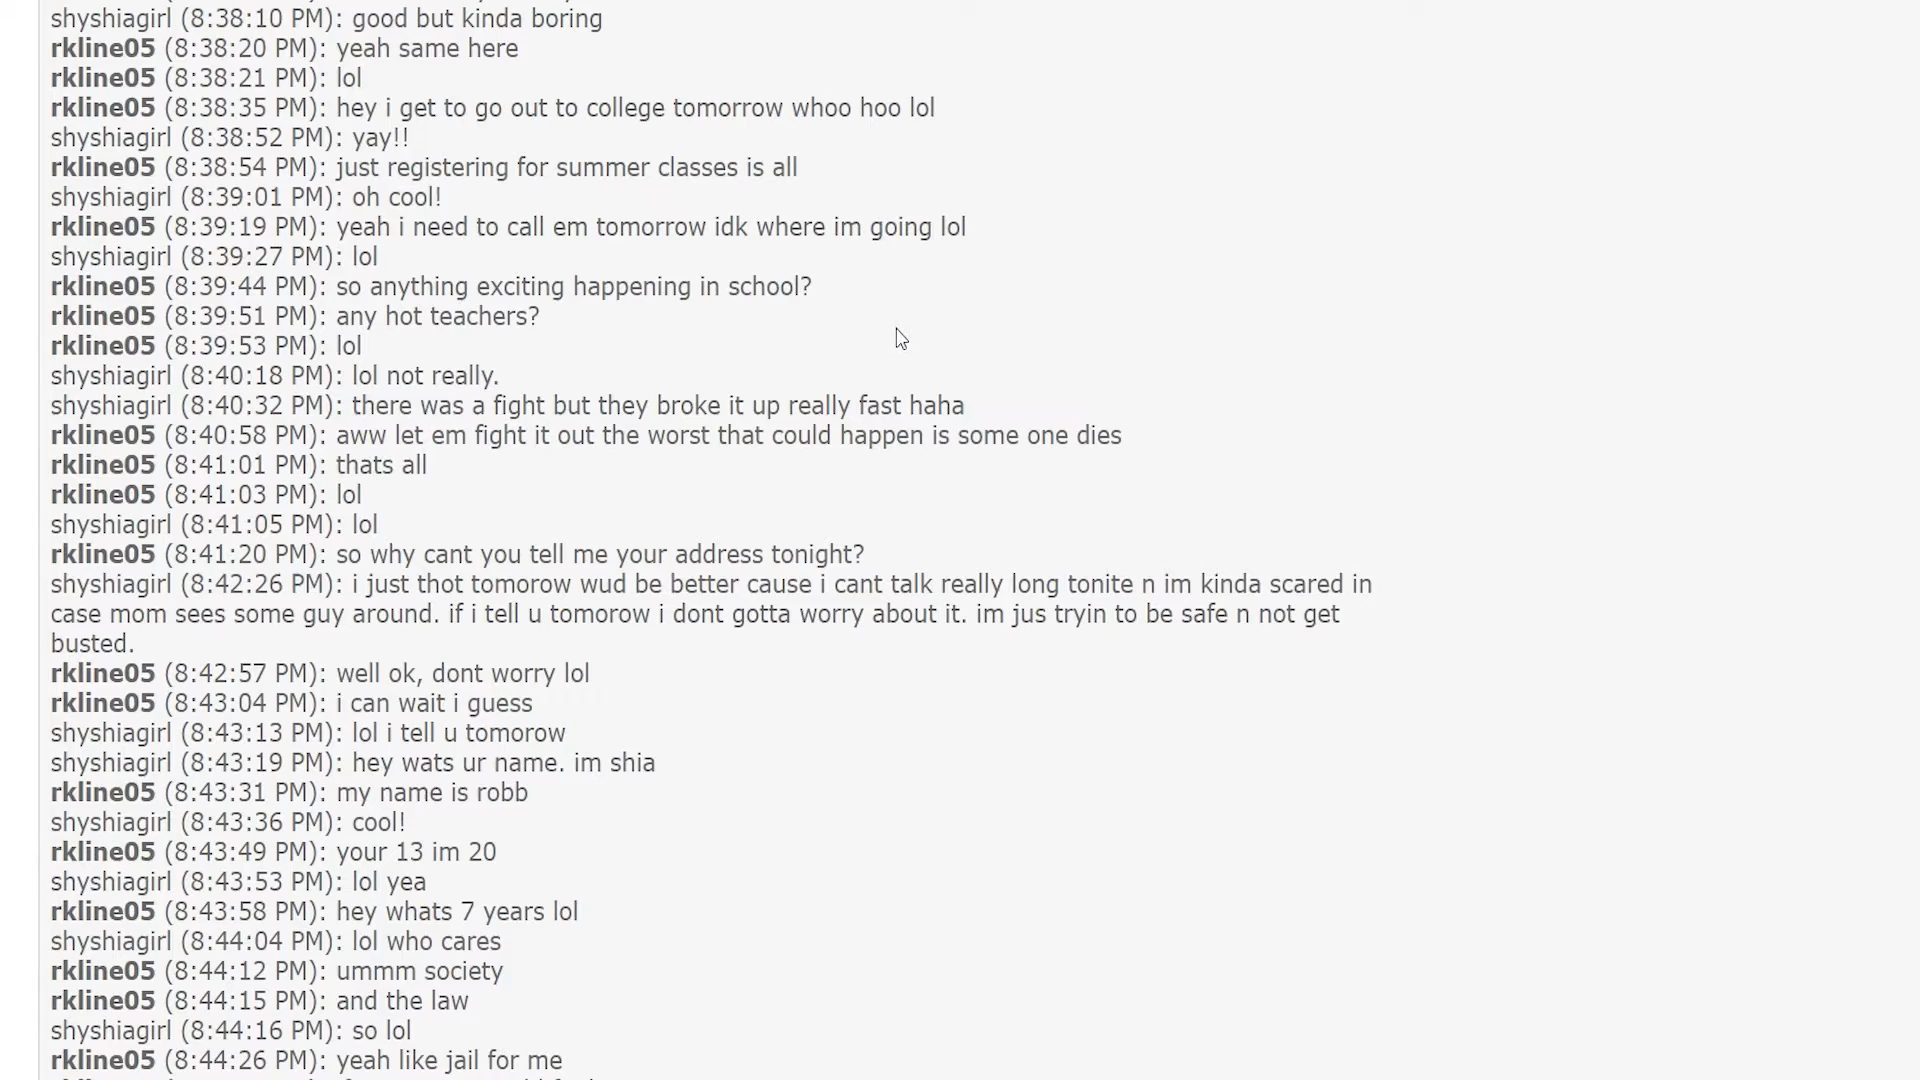 shyshiagirl (8:38:10 PM): good but kinda boring
rkline05 (8:38:20 PM): yeah same here
rkline05 (8:38:21 PM): lol
rkline05 (8:38:35 PM): hey i get to go out to college tomorrow whoo hoo lol
shyshiagirl (8:38:52 PM): yay!!
rkline05 (8:38:54 PM): just registering for summer classes is all
shyshiagirl (8:39:01 PM): oh cool!
rkline05 (8:39:19 PM): yeah i need to call em tomorrow idk where im going lol
shyshiagirl (8:39:27 PM): lol
rkline05 (8:39:44 PM): so anything exciting happening in school?
rkline05 (8:39:51 PM): any hot teachers?
rkline05 (8:39:53 PM): lol
shyshiagirl (8:40:18 PM): lol not really.
shyshiagirl (8:40:32 PM): there was a fight but they broke it up really fast haha
rkline05 (8:40:58 PM): aww let em fight it out the worst that could happen is some one dies
rkline05 (8:41:01 PM): thats all
rkline05 (8:41:03 PM): lol
shyshiagirl (8:41:05 PM): lol
rkline05 (8:41:20 PM): so why cant you tell me your address tonight?
shyshiagirl (8:42:26 PM): i just thot tomorow wud be better cause i cant talk really long tonite n im kinda scared in
case mom sees some guy around. if i tell u tomorow i dont gotta worry about it. im jus tryin to be safe n not get
busted.
rkline05 (8:42:57 PM): well ok, dont worry lol
rkline05 (8:43:04 PM): i can wait i guess
shyshiagirl (8:43:13 PM): lol i tell u tomorow
shyshiagirl (8:43:19 PM): hey wats ur name. im shia
rkline05 (8:43:31 PM): my name is robb
shyshiagirl (8:43:36 PM): cool!
rkline05 (8:43:49 PM): your 13 im 20
shyshiagirl (8:43:53 PM): lol yea
rkline05 (8:43:58 PM): hey whats 7 years lol
shyshiagirl (8:44:04 PM): lol who cares
rkline05 (8:44:12 PM): ummm society
rkline05 (8:44:15 PM): and the law
shyshiagirl (8:44:16 PM): so lol
rkline05 (8:44:26 PM): yeah like jail for me